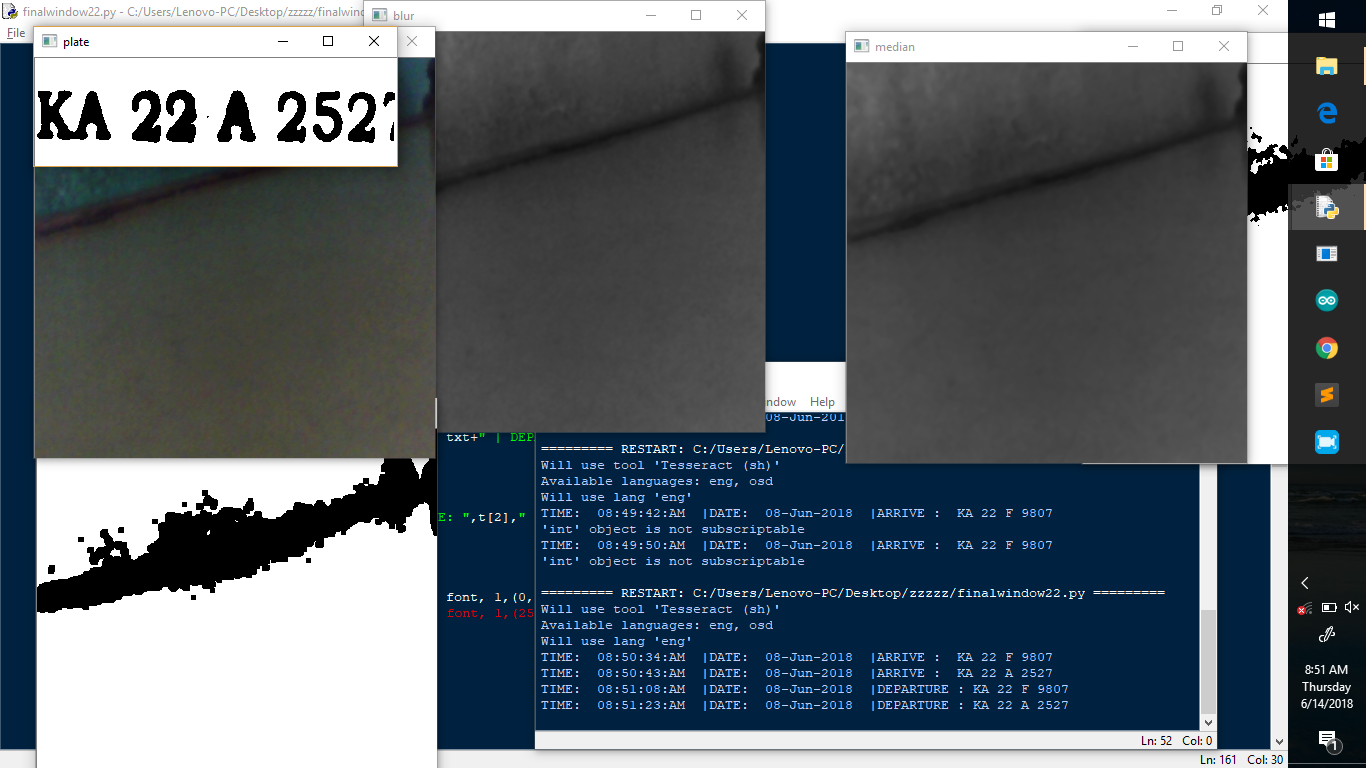 finalwindow22.py - C:/Users/Lenovo-PC/Desktop/zzzzz/finalwindow
File
blur
plate
median
KA 22 A 2527
ndow Help
08-Jun-201
txt+" | DEP
E: ",t[2],"
font, 1,(0,
font, 1,(25
========= RESTART: C:/Users/Lenovo-PC/
Will use tool 'Tesseract (sh)'
Available languages: eng, osd
Will use lang 'eng'
TIME: 08:49:42:AM |DATE: 08-Jun-2018 |ARRIVE : KA 22 F 9807
'int' object is not subscriptable
TIME: 08:49:50:AM |DATE: 08-Jun-2018 |ARRIVE : KA 22 F 9807
'int' object is not subscriptable
========= RESTART: C:/Users/Lenovo-PC/Desktop/zzzzz/finalwindow22.py =========
Will use tool 'Tesseract (sh)'
Available languages: eng, osd
Will use lang 'eng'
TIME: 08:50:34:AM |DATE: 08-Jun-2018 |ARRIVE : KA 22 F 9807
TIME: 08:50:43:AM |DATE: 08-Jun-2018 |ARRIVE : KA 22 A 2527
TIME: 08:51:08:AM |DATE: 08-Jun-2018 |DEPARTURE : KA 22 F 9807
TIME: 08:51:23:AM |DATE: 08-Jun-2018 |DEPARTURE : KA 22 A 2527
Ln: 52 Col: 0
Ln: 161 Col: 30
8:51 AM
Thursday
6/14/2018
1